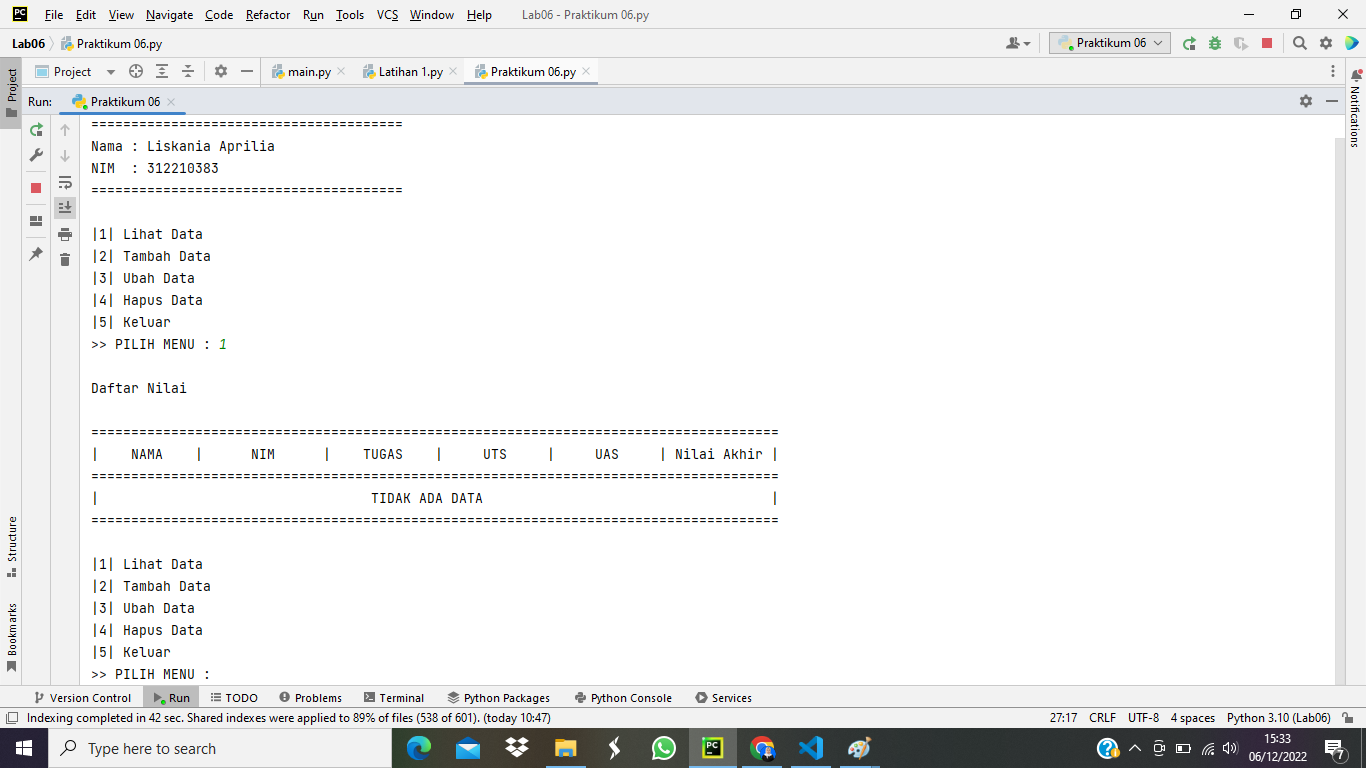 File Edit View Navigate Code Refactor Run Tools VCS Window Help Lab06 - Praktikum 06.py
Lab06 Praktikum 06.py Praktikum 06
Project main.py Latihan 1.py Praktikum 06.py
Project
Notifications
Run: Praktikum 06
=======================================
Nama : Liskania Aprilia
NIM  : 312210383
=======================================
|1| Lihat Data
|2| Tambah Data
|3| Ubah Data
|4| Hapus Data
|5| Keluar
>> PILIH MENU : 1
Daftar Nilai
======================================================================================
|    NAMA    |      NIM      |    TUGAS    |     UTS     |     UAS     | Nilai Akhir |
======================================================================================
|                                  TIDAK ADA DATA                                    |
======================================================================================
|1| Lihat Data
|2| Tambah Data
|3| Ubah Data
|4| Hapus Data
|5| Keluar
>> PILIH MENU :
Structure
Bookmarks
Version Control Run TODO Problems Terminal Python Packages Python Console Services
Indexing completed in 42 sec. Shared indexes were applied to 89% of files (538 of 601). (today 10:47) 27:17 CRLF UTF-8 4 spaces Python 3.10 (Lab06)
Type here to search
15:33
06/12/2022
7